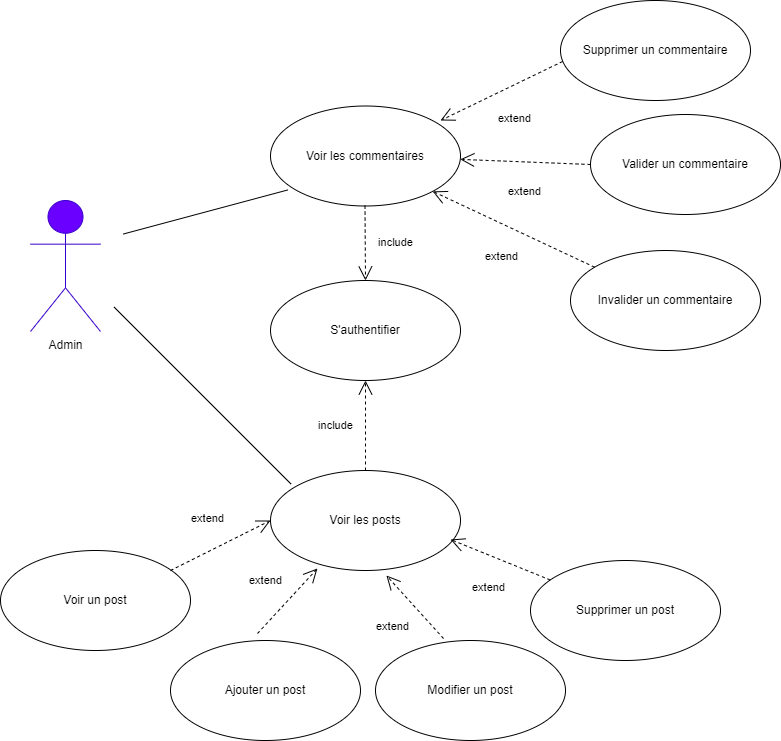 Supprimer un commentaire
extend
Voir les commentaires
Valider un commentaire
extend
include
extend
Invalider un commentaire
S'authentifier
Admin
include
extend
Voir les posts
extend
extend
Voir un post
Supprimer un post
extend
Ajouter un post
Modifier un post